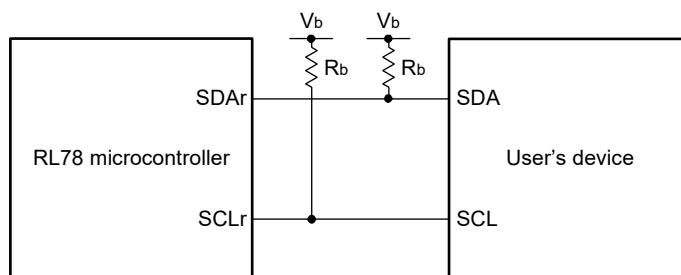 Vb Vb
Rb Rb
SDAr SDA
RL78 microcontroller User's device
SCLr SCL